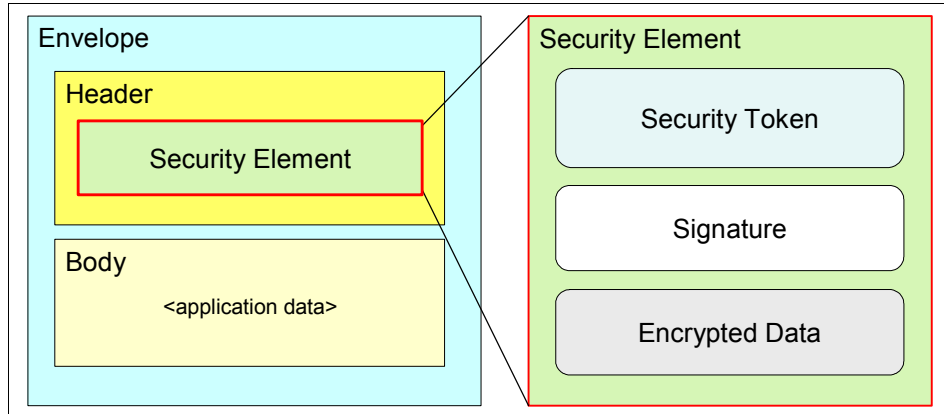 Envelope
Header
Security Element
Body
<application data>
Security Element
Security Token
Signature
Encrypted Data